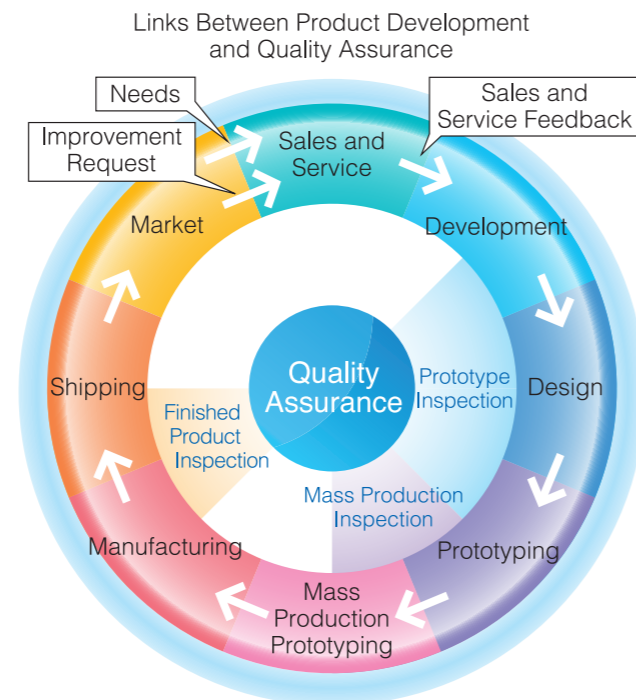 Links Between Product Development
and Quality Assurance
Needs
Improvement
Request
Sales and
Service Feedback
Sales and
Service
Market
Development
Shipping
Design
Quality
Assurance
Prototype
Inspection
Finished
Product
Inspection
Mass Production
Inspection
Manufacturing
Prototyping
Mass
Production
Prototyping